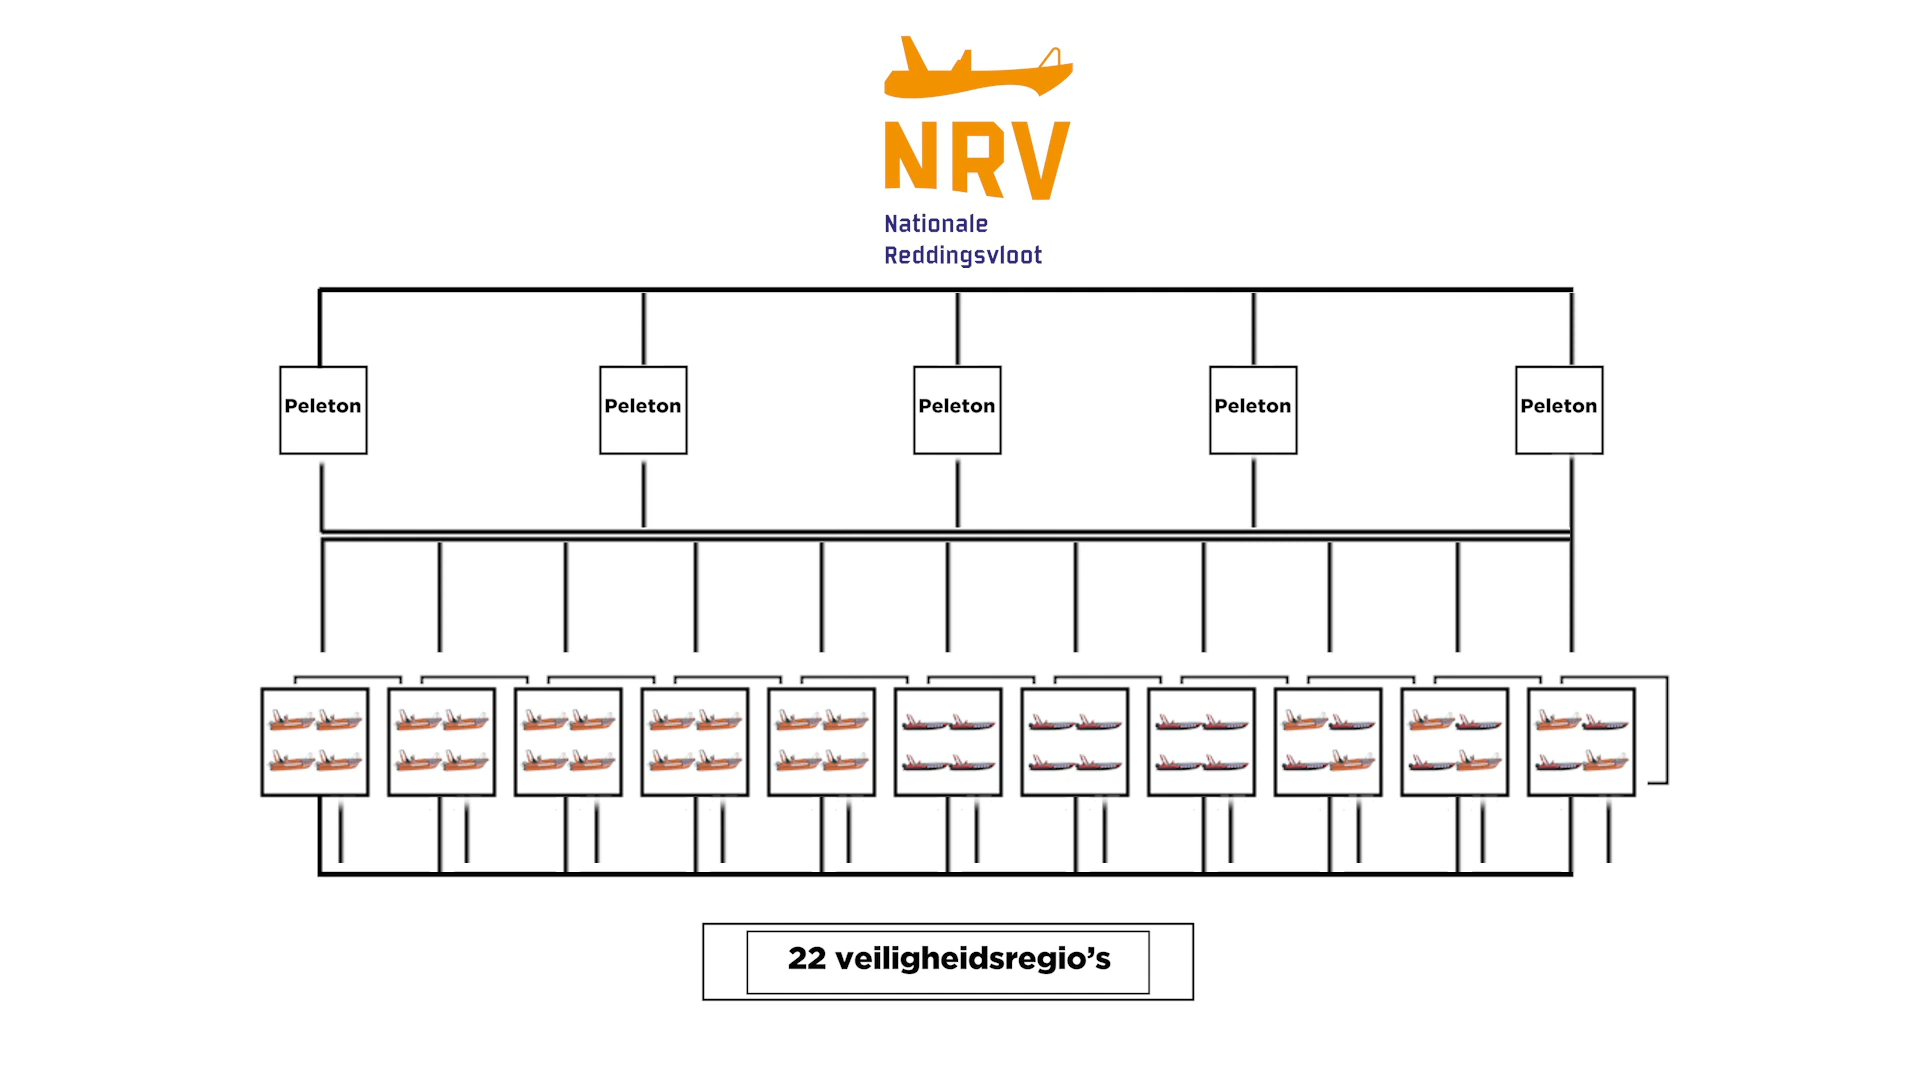 NRV
Nationale
Reddingsvloot
Peleton
Peleton
Peleton
Peleton
Peleton
22 veiligheidsregio’s